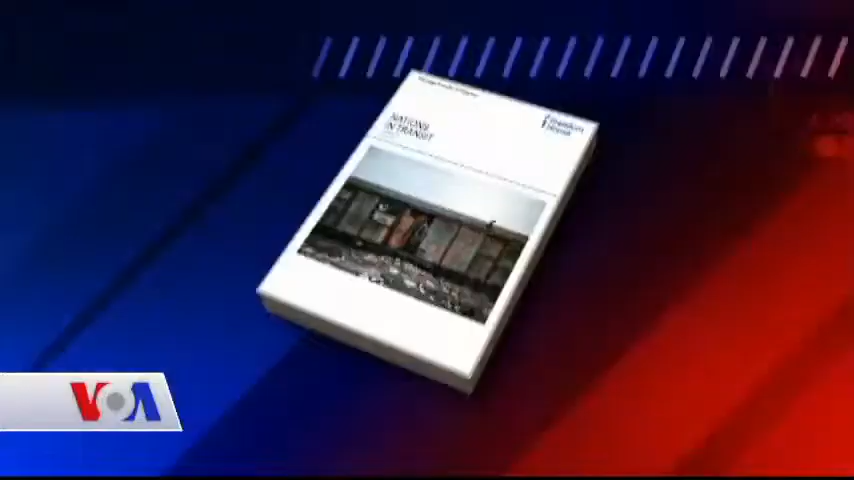 NATIONS
IN TRANSIT
Freedom
House
VOA